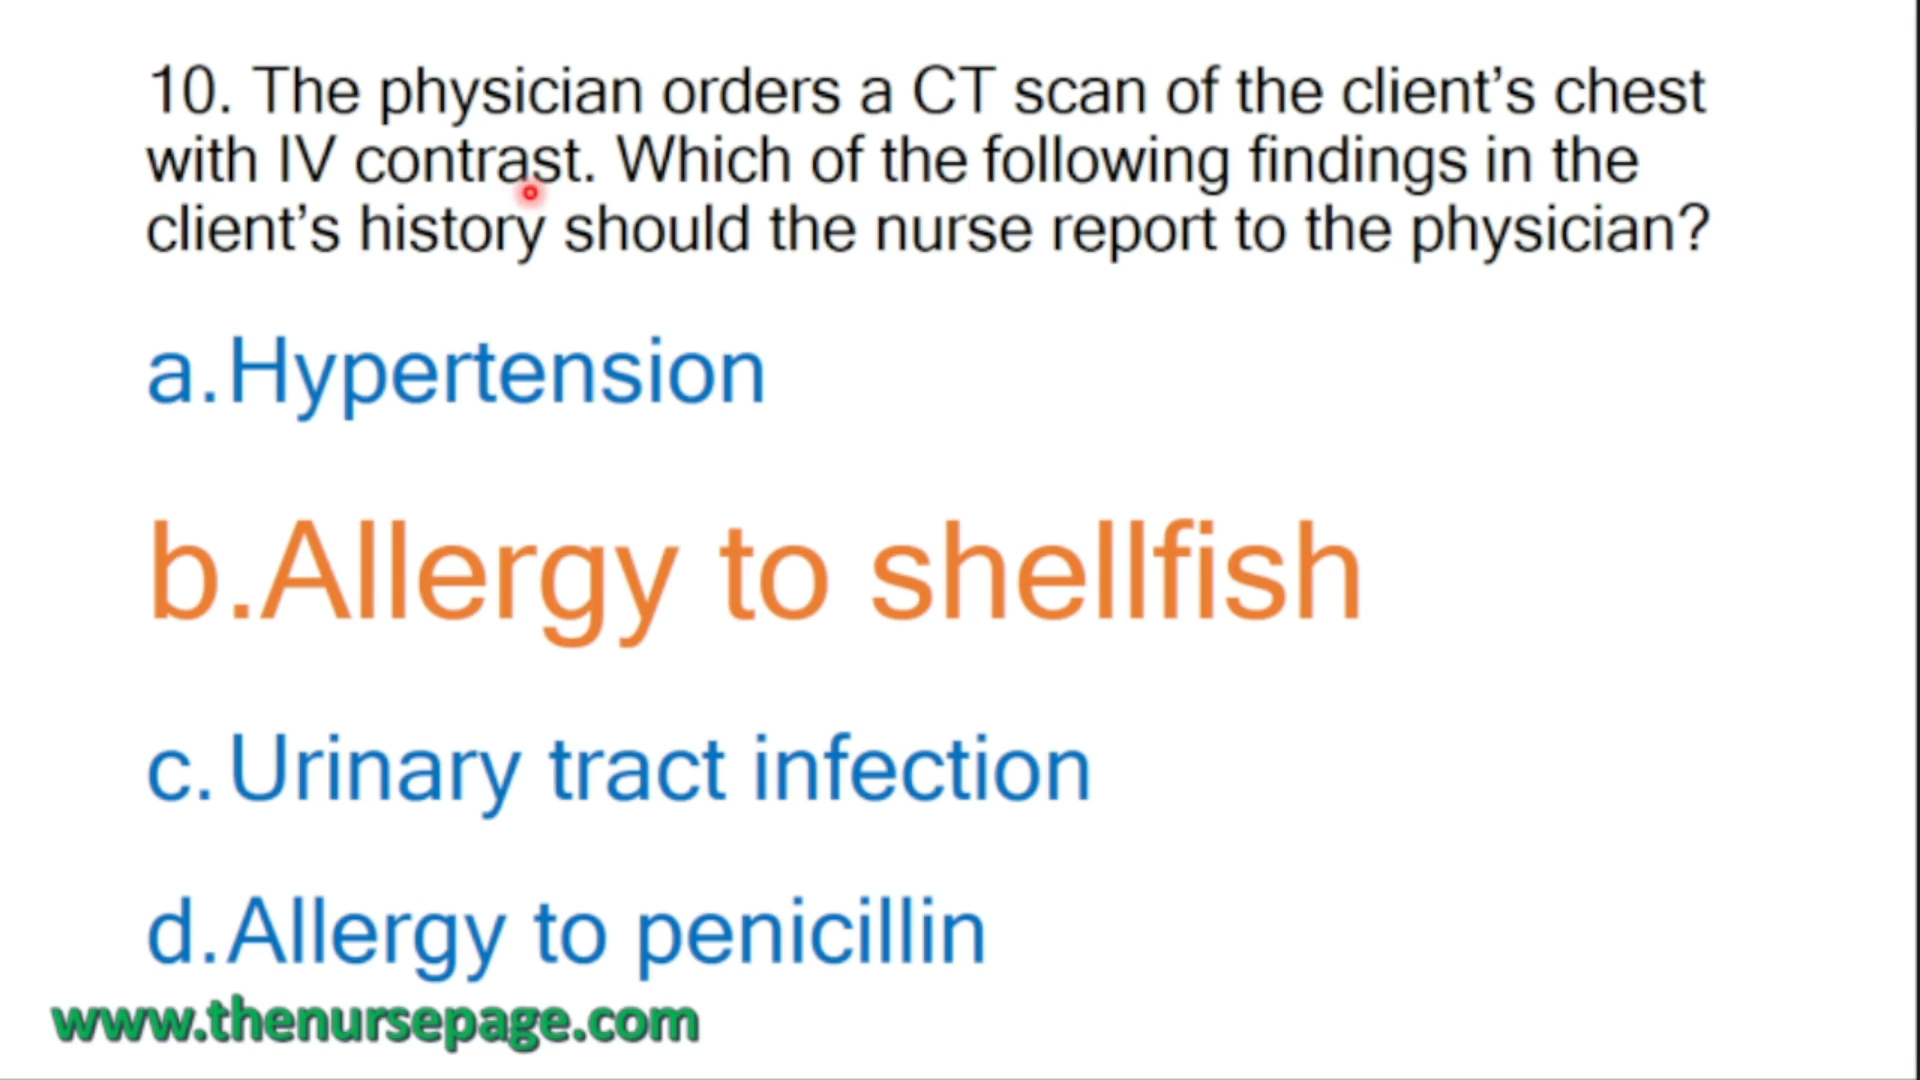 10. The physician orders a CT scan of the client’s chest
with IV contrast. Which of the following findings in the
client’s history should the nurse report to the physician?
a. Hypertension
b. Allergy to shellfish
c. Urinary tract infection
d. Allergy to penicillin
www.thenursepage.com